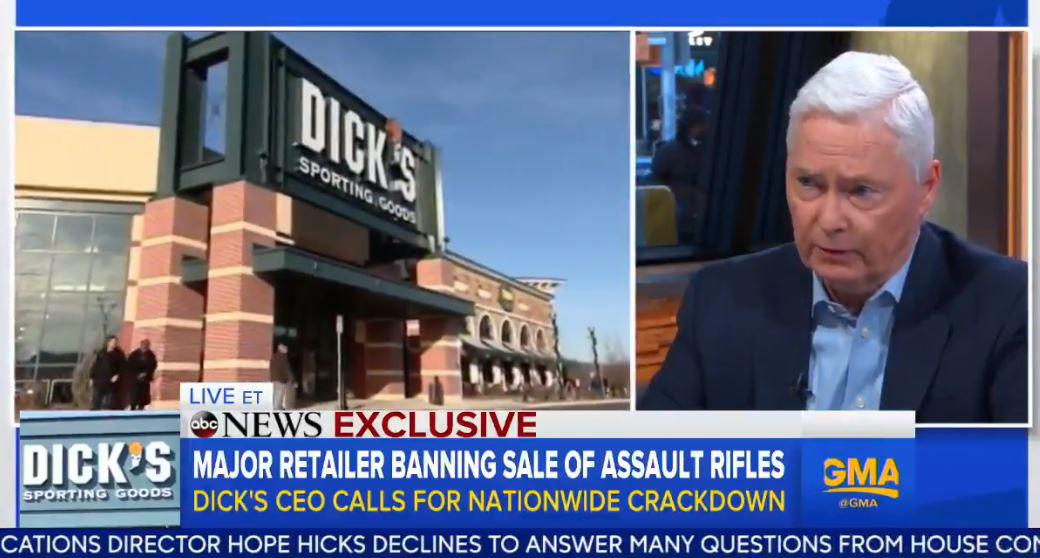 DICK'S
SPORTING GOODS
LIVE ET
abc NEWS EXCLUSIVE
DICK'S
SPORTING GOODS
MAJOR RETAILER BANNING SALE OF ASSAULT RIFLES
DICK'S CEO CALLS FOR NATIONWIDE CRACKDOWN
GMA
@GMA
CATIONS DIRECTOR HOPE HICKS DECLINES TO ANSWER MANY QUESTIONS FROM HOUSE CON